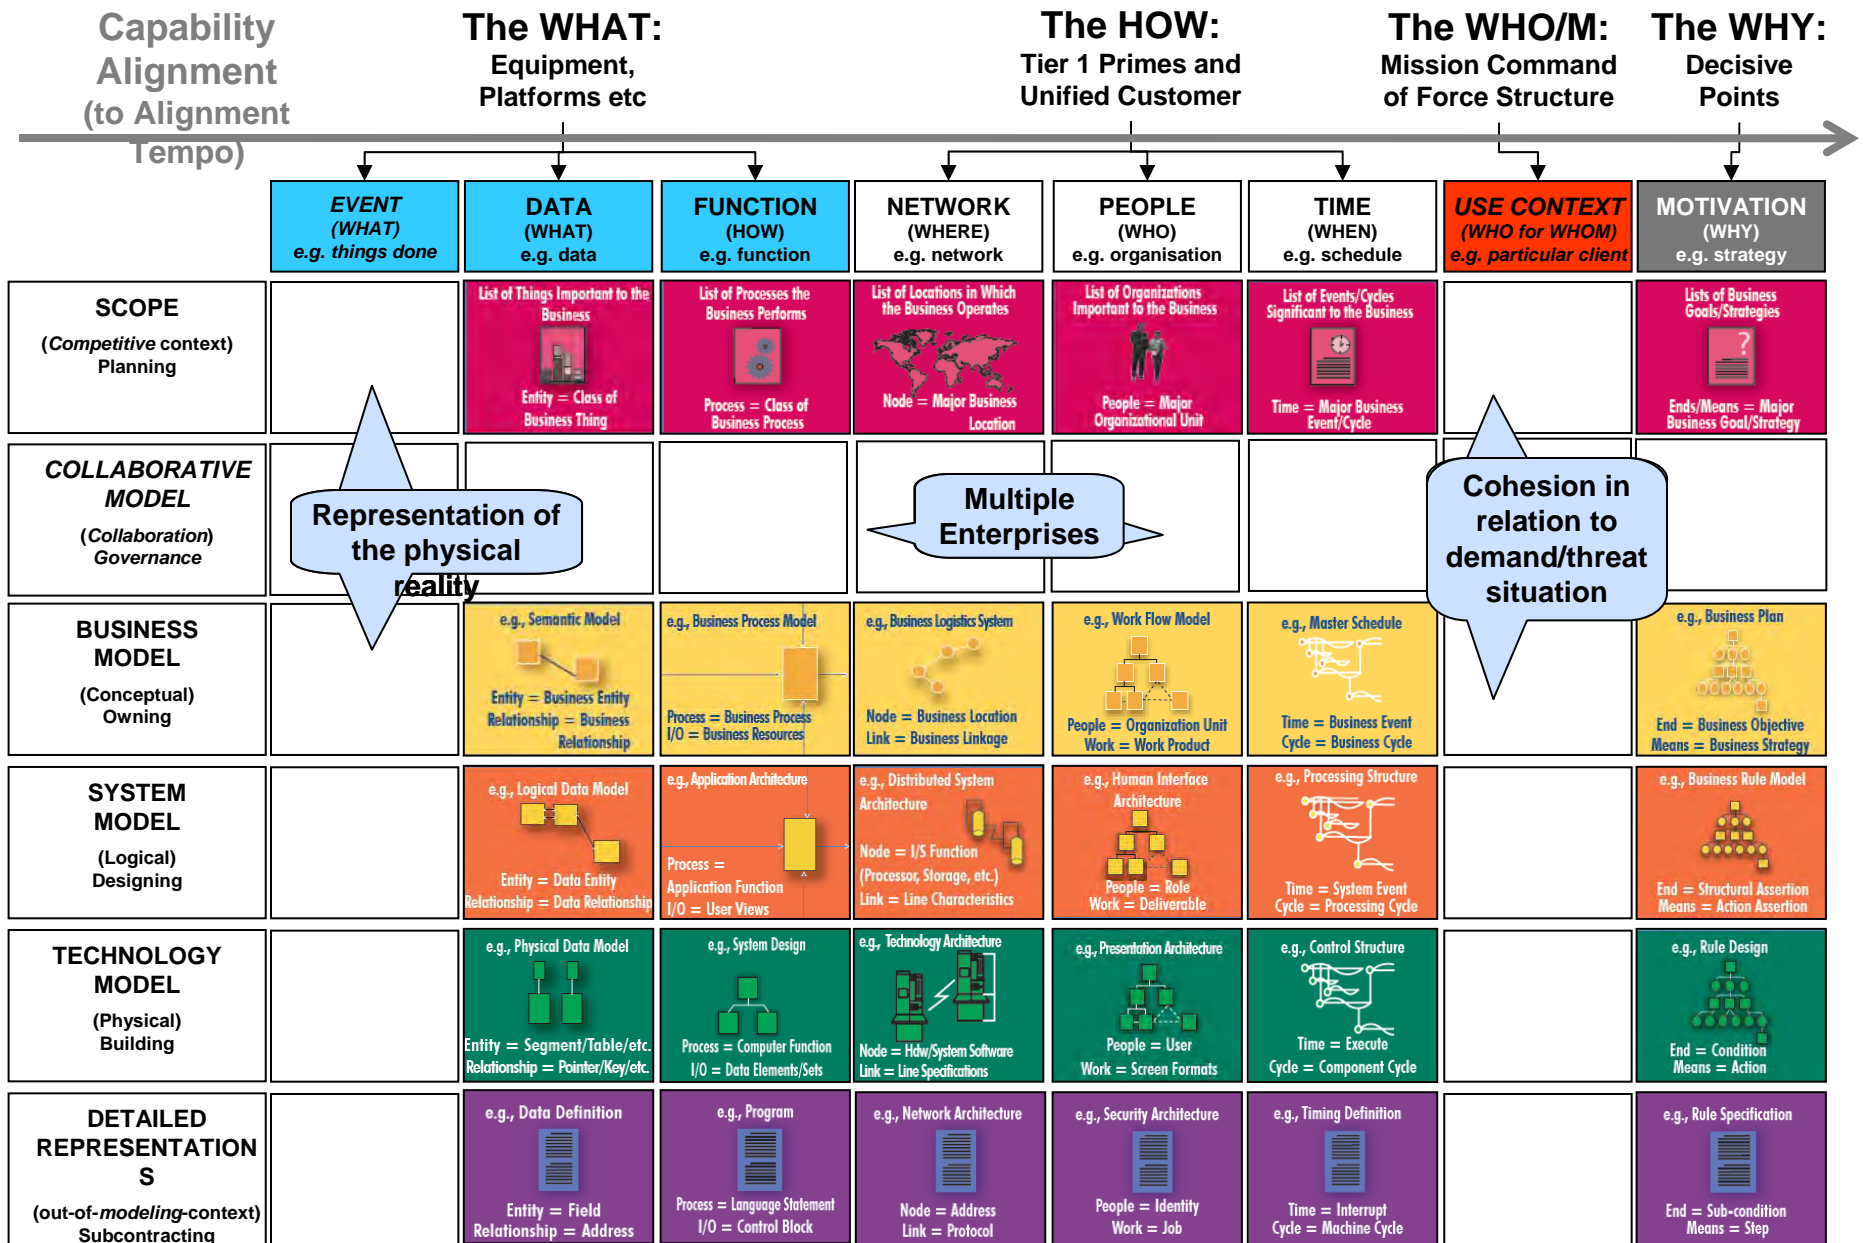 Capability
Alignment
(to Alignment
Tempo)
The WHAT:
Equipment,
Platforms etc
The HOW:
Tier 1 Primes and
Unified Customer
The WHO/M:
Mission Command
of Force Structure
The WHY:
Decisive
Points
EVENT
(WHAT)
e.g. things done
DATA
(WHAT)
e.g. data
FUNCTION
(HOW)
e.g. function
NETWORK
(WHERE)
e.g. network
PEOPLE
(WHO)
e.g. organisation
TIME
(WHEN)
e.g. schedule
USE CONTEXT
(WHO for WHOM)
e.g. particular client
MOTIVATION
(WHY)
e.g. strategy
SCOPE
(Competitive context)
Planning
List of Things Important to the
Business
Entity = Class of
Business Thing
List of Processes the
Business Performs
Process = Class of
Business Process
List of Locations in Which
the Business Operates
Node = Major Business
Location
List of Organizations
Important to the Business
People = Major
Organizational Unit
List of Events/Cycles
Significant to the Business
Time = Major Business
Event/Cycle
Lists of Business
Goals/Strategies
?
Ends/Means = Major
Business Goal/Strategy
COLLABORATIVE
MODEL
(Collaboration)
Governance
Representation of
the physical
reality
Multiple
Enterprises
Cohesion in
relation to
demand/threat
situation
BUSINESS
MODEL
(Conceptual)
Owning
e.g., Semantic Model
Entity = Business Entity
Relationship = Business
Relationship
e.g., Business Process Model
Process = Business Process
I/O = Business Resources
e.g., Business Logistics System
Node = Business Location
Link = Business Linkage
e.g., Work Flow Model
People = Organization Unit
Work = Work Product
e.g., Master Schedule
Time = Business Event
Cycle = Business Cycle
e.g., Business Plan
End = Business Objective
Means = Business Strategy
SYSTEM
MODEL
(Logical)
Designing
e.g., Logical Data Model
Entity = Data Entity
Relationship = Data Relationship
e.g., Application Architecture
Process =
Application Function
I/O = User Views
e.g., Distributed System
Architecture
Node = I/S Function
(Processor, Storage, etc.)
Link = Line Characteristics
e.g., Human Interface
Architecture
People = Role
Work = Deliverable
e.g., Processing Structure
Time = System Event
Cycle = Processing Cycle
e.g., Business Rule Model
End = Structural Assertion
Means = Action Assertion
TECHNOLOGY
MODEL
(Physical)
Building
e.g., Physical Data Model
Entity = Segment/Table/etc.
Relationship = Pointer/Key/etc.
e.g., System Design
Process = Computer Function
I/O = Data Elements/Sets
e.g., Technology Architecture
Node = Hdw/System Software
Link = Line Specifications
e.g., Presentation Architecture
People = User
Work = Screen Formats
e.g., Control Structure
Time = Execute
Cycle = Component Cycle
e.g., Rule Design
End = Condition
Means = Action
DETAILED
REPRESENTATION
S
(out-of-modeling-context)
Subcontracting
e.g., Data Definition
Entity = Field
Relationship = Address
e.g., Program
Process = Language Statement
I/O = Control Block
e.g., Network Architecture
Node = Address
Link = Protocol
e.g., Security Architecture
People = Identity
Work = Job
e.g., Timing Definition
Time = Interrupt
Cycle = Machine Cycle
e.g., Rule Specification
End = Sub-condition
Means = Step